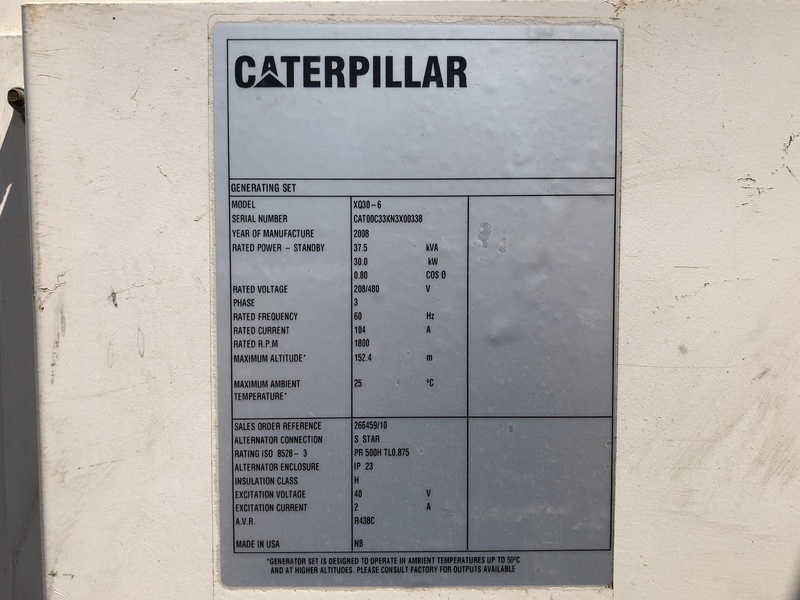 CATERPILLAR
GENERATING SET
MODEL XQ30-6
SERIAL NUMBER CAT00C33KN3X00338
YEAR OF MANUFACTURE 2008
RATED POWER - STANDBY 37.5 kVA
30.0 kW
0.80 COS Ø
RATED VOLTAGE 208/480 V
PHASE 3
RATED FREQUENCY 60 Hz
RATED CURRENT 104 A
RATED R.P.M 1800
MAXIMUM ALTITUDE* 152.4 m
MAXIMUM AMBIENT 25 °C
TEMPERATURE*
SALES ORDER REFERENCE 266459/10
ALTERNATOR CONNECTION S STAR
RATING ISO 8528- 3 PR 500H TL0.875
ALTERNATOR ENCLOSURE IP 23
INSULATION CLASS H
EXCITATION VOLTAGE 40 V
EXCITATION CURRENT 2 A
A.V.R. R438C
MADE IN USA NB
*GENERATOR SET IS DESIGNED TO OPERATE IN AMBIENT TEMPERATURES UP TO 50°C
AND AT HIGHER ALTITUDES. PLEASE CONSULT FACTORY FOR OUTPUTS AVAILABLE